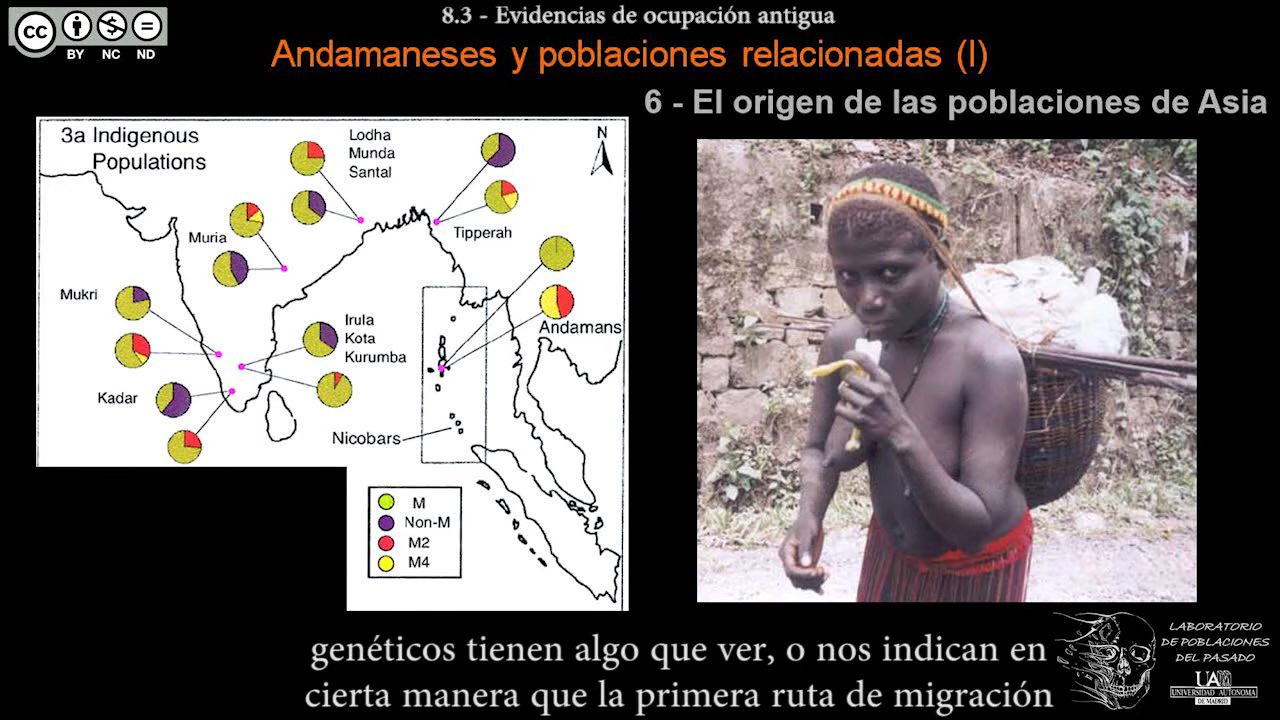 8.3 - Evidencias de ocupación antigua
CC
BY NC ND
Andamaneses y poblaciones relacionadas (I)
6 - El origen de las poblaciones de Asia
3a Indigenous
Populations
Lodha
Munda
Santal
N
Muria
Tipperah
Mukri
Irula
Kota
Kurumba
Andamans
Kadar
Nicobars
M
Non-M
M2
M4
genéticos tienen algo que ver, o nos indican en
cierta manera que la primera ruta de migración
LABORATORIO
DE POBLACIONES
DEL PASADO
UAM
UNIVERSIDAD AUTONOMA
DE MADRID